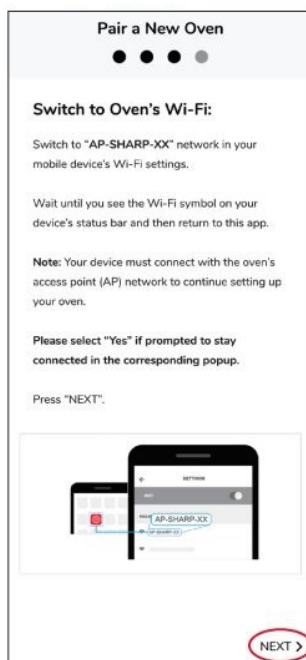 Pair a New Oven
Switch to Oven's Wi-Fi:
Switch to "AP-SHARP-XX" network in your
mobile device's Wi-Fi settings.
Wait until you see the Wi-Fi symbol on your
device's status bar and then return to this app.
Note: Your device must connect with the oven's
access point (AP) network to continue setting up
your oven.
Please select "Yes" if prompted to stay
connected in the corresponding popup.
Press "NEXT".
SETTINGS
AP-SHARP-XX
AP-SHARP-XX
NEXT >